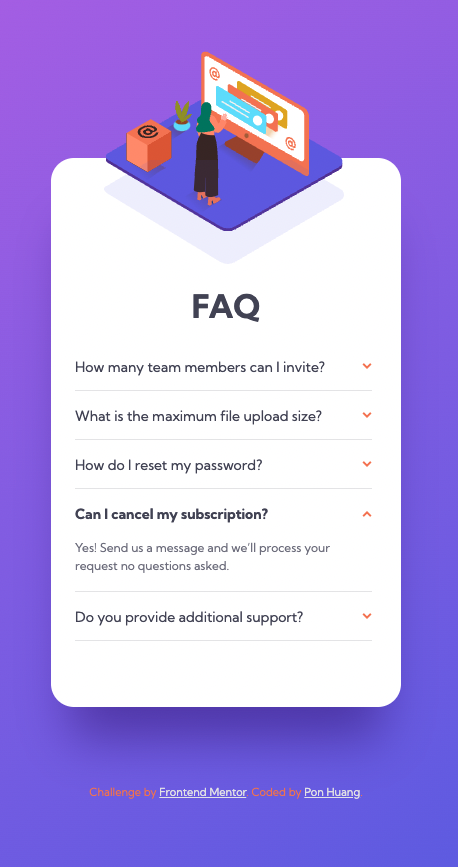 @
@
@
FAQ
How many team members can I invite?
What is the maximum file upload size?
How do I reset my password?
Can I cancel my subscription?
Yes! Send us a message and we’ll process your
request no questions asked.
Do you provide additional support?
Challenge by Frontend Mentor. Coded by Pon Huang